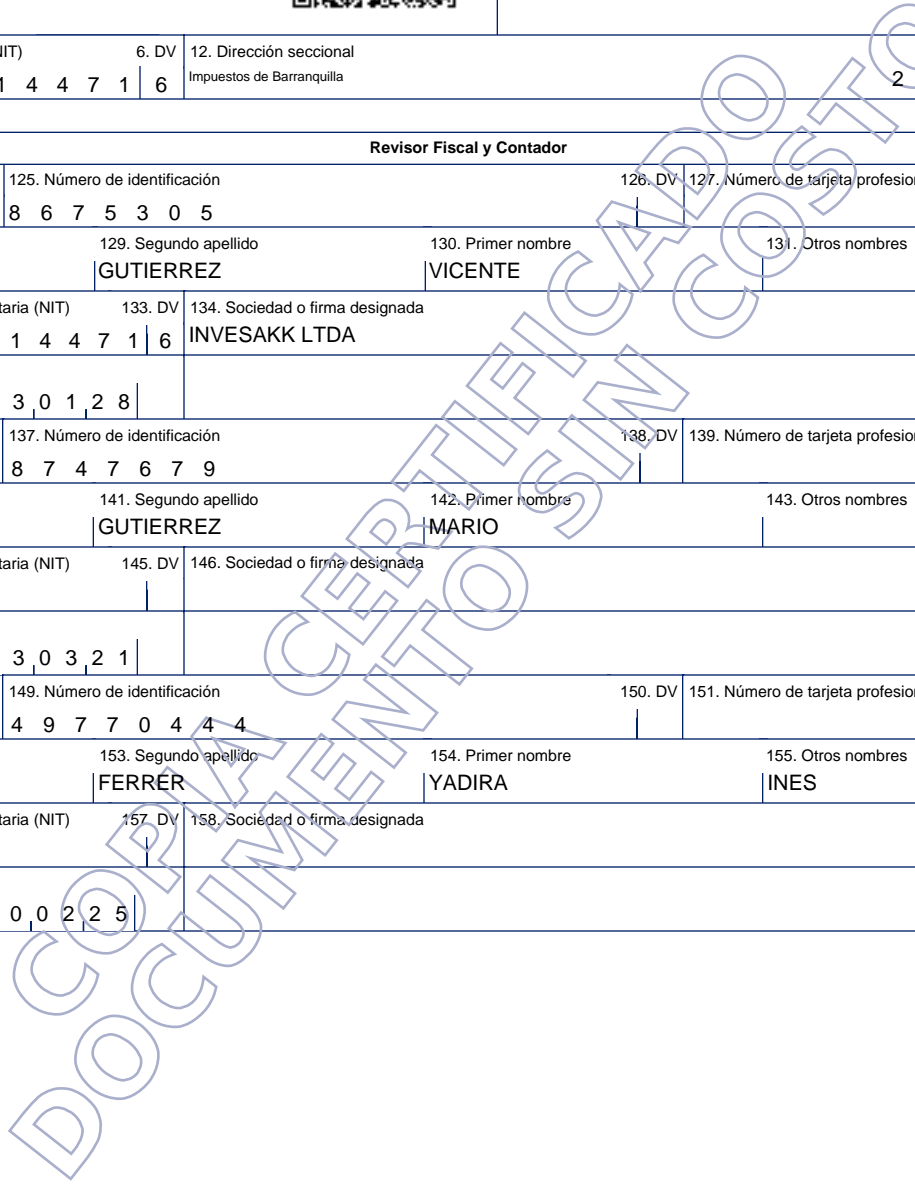 IT) 6. DV 12. Dirección seccional
1 4 4 7 1 6 Impuestos de Barranquilla 2
Revisor Fiscal y Contador
125. Número de identificación 126. DV 127. Número de tarjeta profesion
8 6 7 5 3 0 5
129. Segundo apellido 130. Primer nombre 131. Otros nombres
GUTIERREZ VICENTE
taria (NIT) 133. DV 134. Sociedad o firma designada
1 4 4 7 1 6 INVESAKK LTDA
3 0 1 2 8
137. Número de identificación 138. DV 139. Número de tarjeta profesion
8 7 4 7 6 7 9
141. Segundo apellido 142. Primer nombre 143. Otros nombres
GUTIERREZ MARIO
taria (NIT) 145. DV 146. Sociedad o firma designada
3 0 3 2 1
149. Número de identificación 150. DV 151. Número de tarjeta profesion
4 9 7 7 0 4 4 4
153. Segundo apellido 154. Primer nombre 155. Otros nombres
FERRER YADIRA INES
taria (NIT) 157. DV 158. Sociedad o firma designada
0 0 2 2 5
COPIA CERTIFICADO
DOCUMENTO SIN COSTO